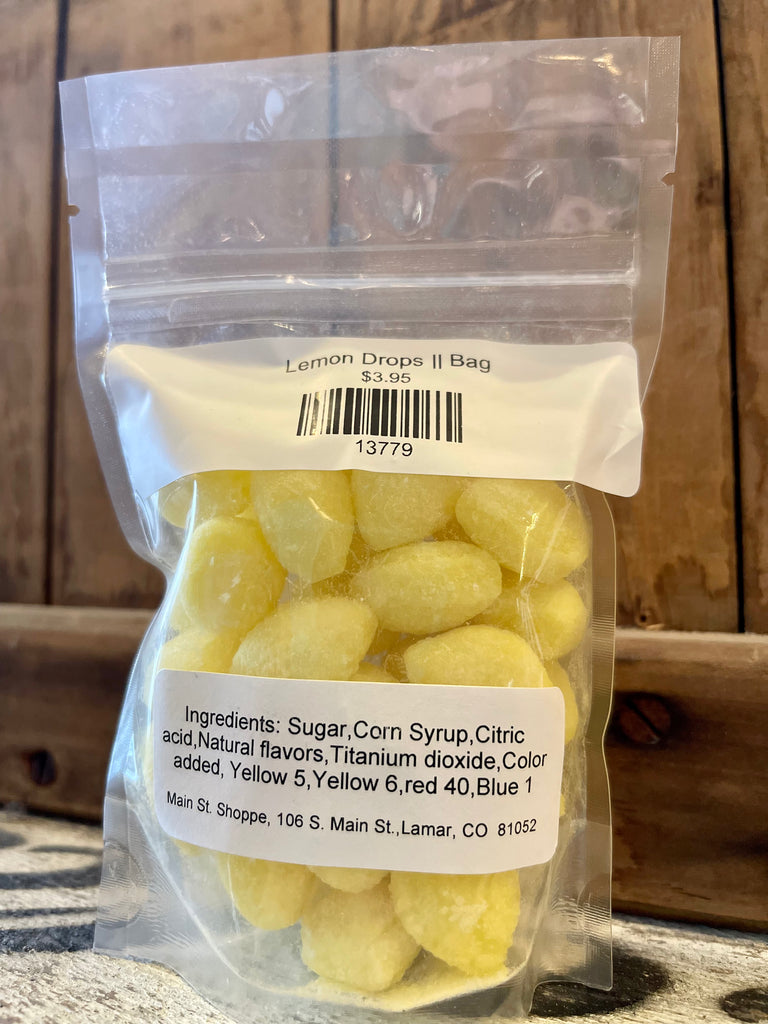 Lemon Drops II Bag
$3.95
13779
Ingredients: Sugar,Corn Syrup,Citric
acid,Natural flavors,Titanium dioxide,Color
added, Yellow 5,Yellow 6,red 40,Blue 1
Main St. Shoppe, 106 S. Main St.,Lamar, CO 81052